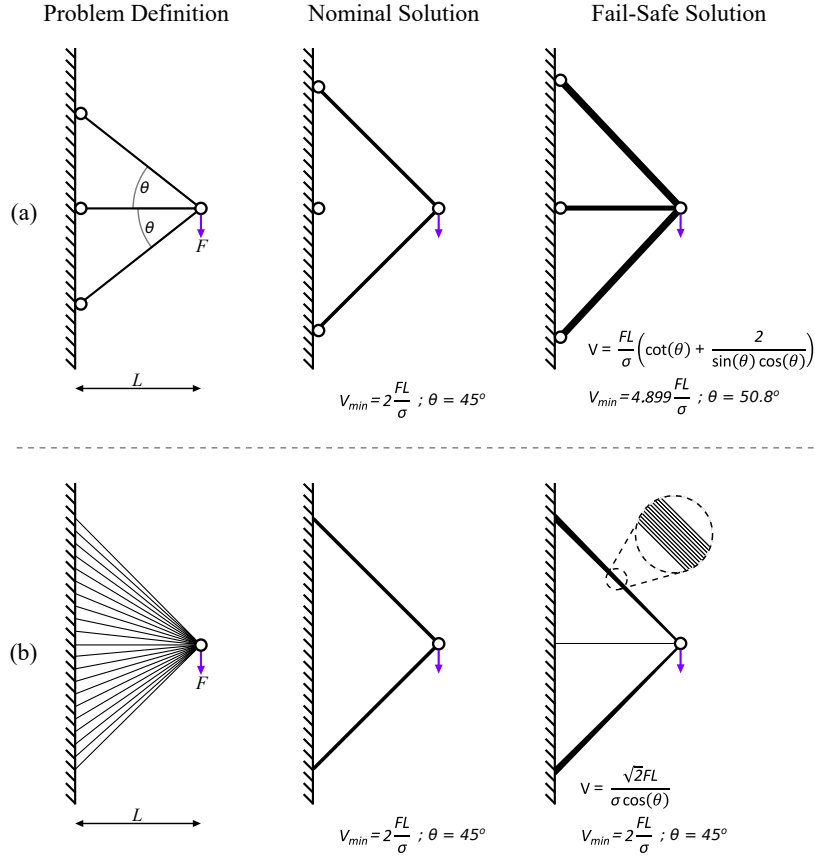 Problem Definition Nominal Solution Fail-Safe Solution
(a)
θ
θ
F
L
V_min = 2 FL/σ ; θ = 45°
V = FL/σ (cot(θ) + 2/(sin(θ) cos(θ)))
V_min = 4.899 FL/σ ; θ = 50.8°
(b)
F
L
V_min = 2 FL/σ ; θ = 45°
V = √2FL/(σ cos(θ))
V_min = 2 FL/σ ; θ = 45°